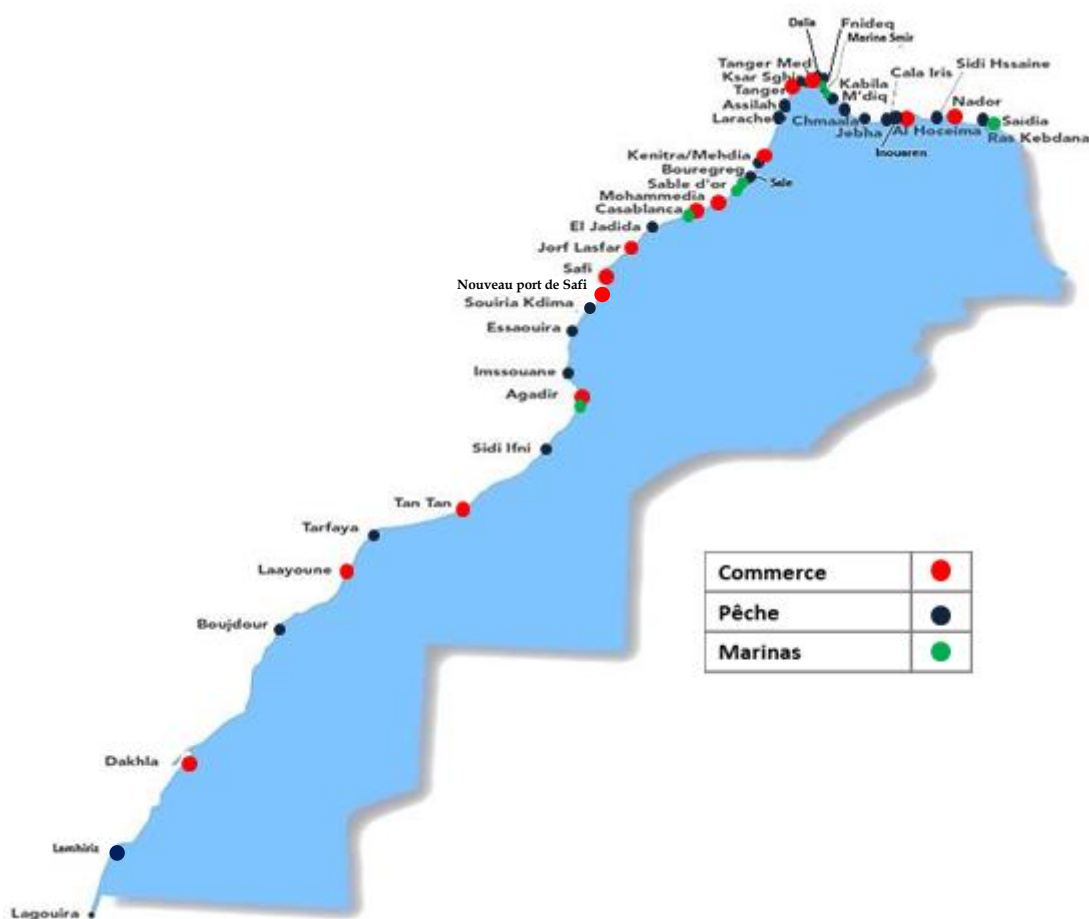 Dalia
Fnideq
Marina Smir
Tanger Med
Cala Iris
Sidi Hssaine
Ksar Sghir
Kabila
Tanger
M'diq
Nador
Assilah
Larache
Chmaala
Saidia
Jebha
Al Hoceima
Ras Kebdana
Inouaren
Kenitra/Mehdia
Bouregreg
Sale
Sable d'or
Mohammedia
Casablanca
El Jadida
Jorf Lasfar
Safi
Nouveau port de Safi
Souiria Kdima
Essaouira
Imssouane
Agadir
Sidi Ifni
Tan Tan
Tarfaya
Laayoune
Boujdour
Dakhla
Lamhiriz
Lagouira
Commerce
Pêche
Marinas